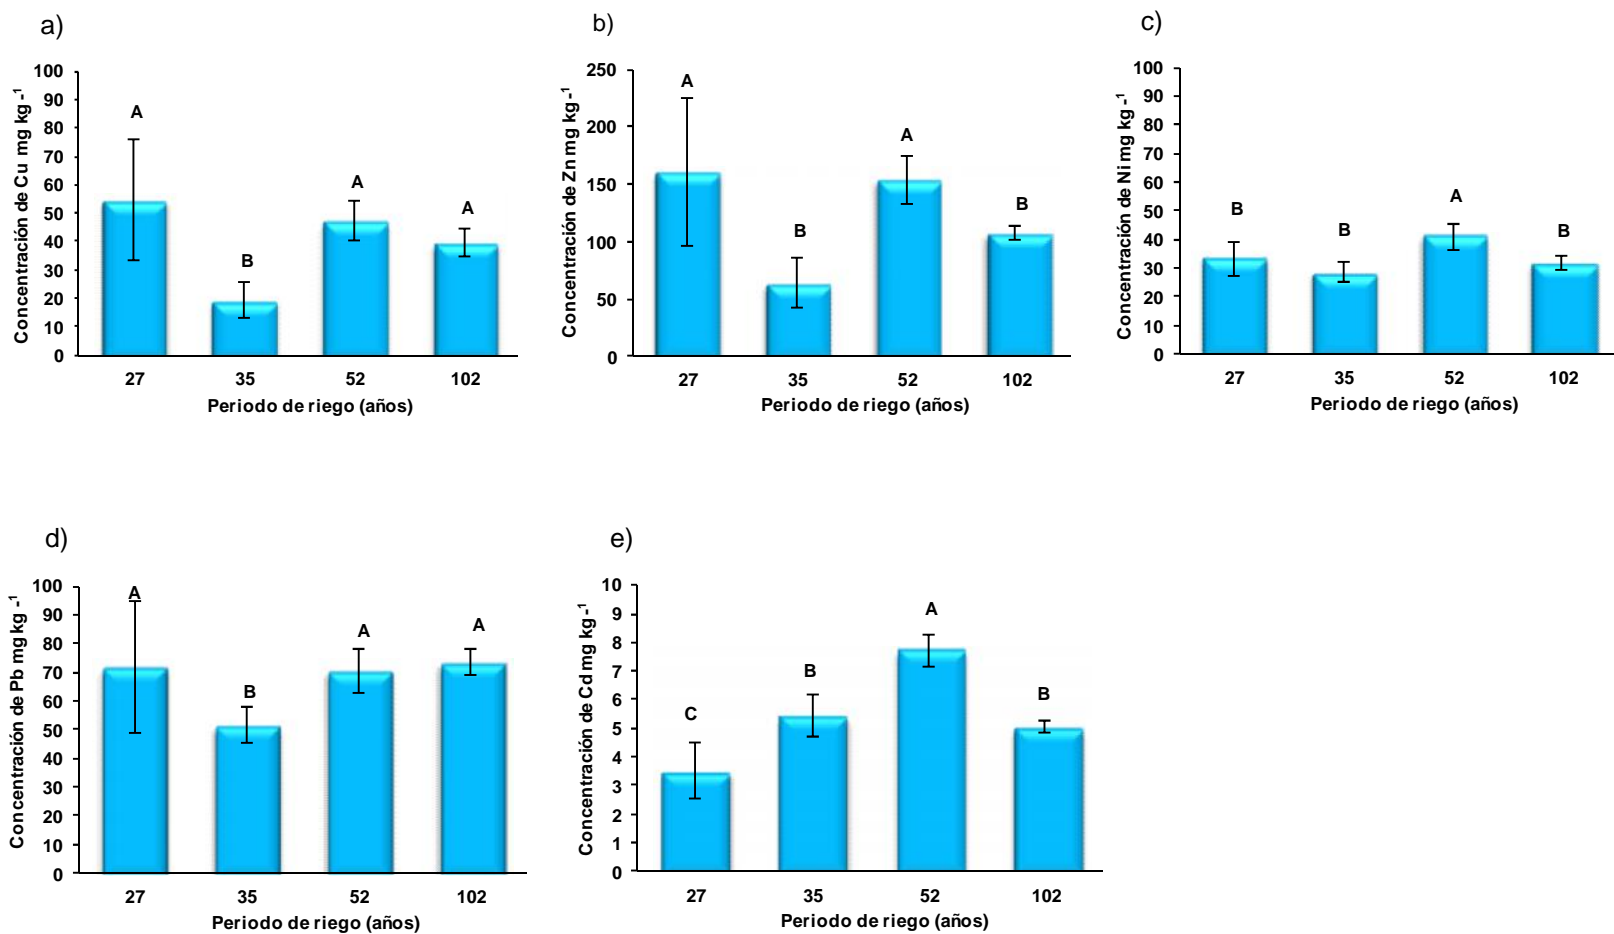 a)
Concentración de Cu mg kg -1
100
90
80
70
60
50
40
30
20
10
0
A
B
A
A
27 35 52 102
Periodo de riego (años)
b)
Concentración de Zn mg kg -1
250
200
150
100
50
0
A
B
A
B
27 35 52 102
Periodo de riego (años)
c)
Concentración de Ni mg kg -1
100
90
80
70
60
50
40
30
20
10
0
B
B
A
B
27 35 52 102
Periodo de riego (años)
d)
Concentración de Pb mg kg -1
100
90
80
70
60
50
40
30
20
10
0
A
B
A
A
27 35 52 102
Periodo de riego (años)
e)
Concentración de Cd mg kg -1
10
9
8
7
6
5
4
3
2
1
0
C
B
A
B
27 35 52 102
Periodo de riego (años)